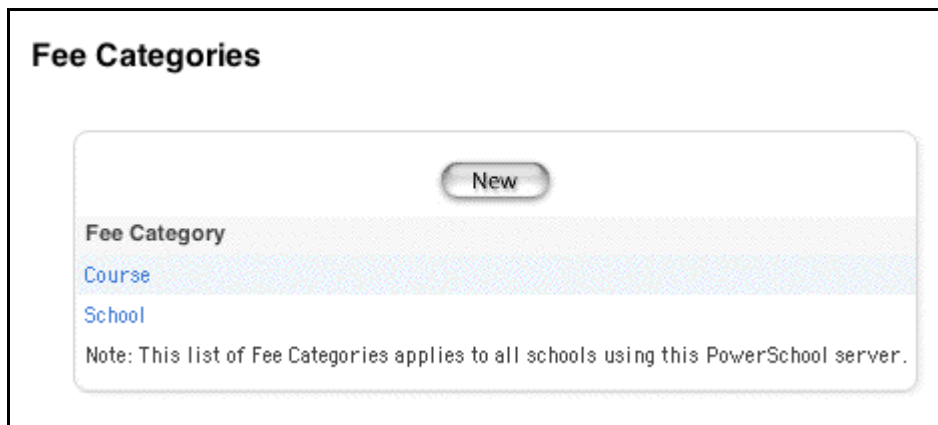 Fee Categories
New
Fee Category
Course
School
Note: This list of Fee Categories applies to all schools using this PowerSchool server.